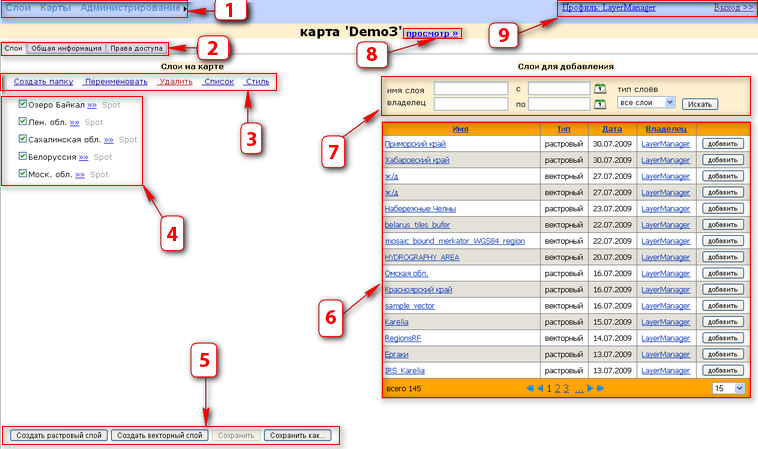 Слои Карты Администрирование
1
9
Профиль: LayerManager Выход >>
карта 'Demo3' просмотр »
8
Слои Общая информация Права доступа
2
Слои на карте
Создать папку Переименовать Удалить Список Стиль
3
Озеро Байкал »» Spot
Лен. обл. »» Spot
Сахалинская обл. »» Spot
Белоруссия »» Spot
Моск. обл. »» Spot
4
Слои для добавления
имя слоя с тип слоёв
владелец по все слои Искать
7
Имя Тип Дата Владелец
Приморский край растровый 30.07.2009 LayerManager добавить
Хабаровский край растровый 30.07.2009 LayerManager добавить
ж/д векторный 27.07.2009 LayerManager добавить
ж/д векторный 27.07.2009 LayerManager добавить
Набережные Челны растровый 23.07.2009 LayerManager добавить
belarus_tiles_bufer векторный 22.07.2009 LayerManager добавить
mosaic_bound_merkator_WGS84_region векторный 22.07.2009 LayerManager добавить
HYDROGRAPHY_AREA векторный 20.07.2009 LayerManager добавить
Омская обл. растровый 16.07.2009 LayerManager добавить
Красноярский край растровый 16.07.2009 LayerManager добавить
sample_vector векторный 16.07.2009 LayerManager добавить
Karelia растровый 15.07.2009 LayerManager добавить
RegionsRF векторный 14.07.2009 LayerManager добавить
Ергаки растровый 13.07.2009 LayerManager добавить
IRS_Karelia растровый 13.07.2009 LayerManager добавить
всего 145 1 2 3 ... 15
6
5
Создать растровый слой Создать векторный слой Сохранить Сохранить как...